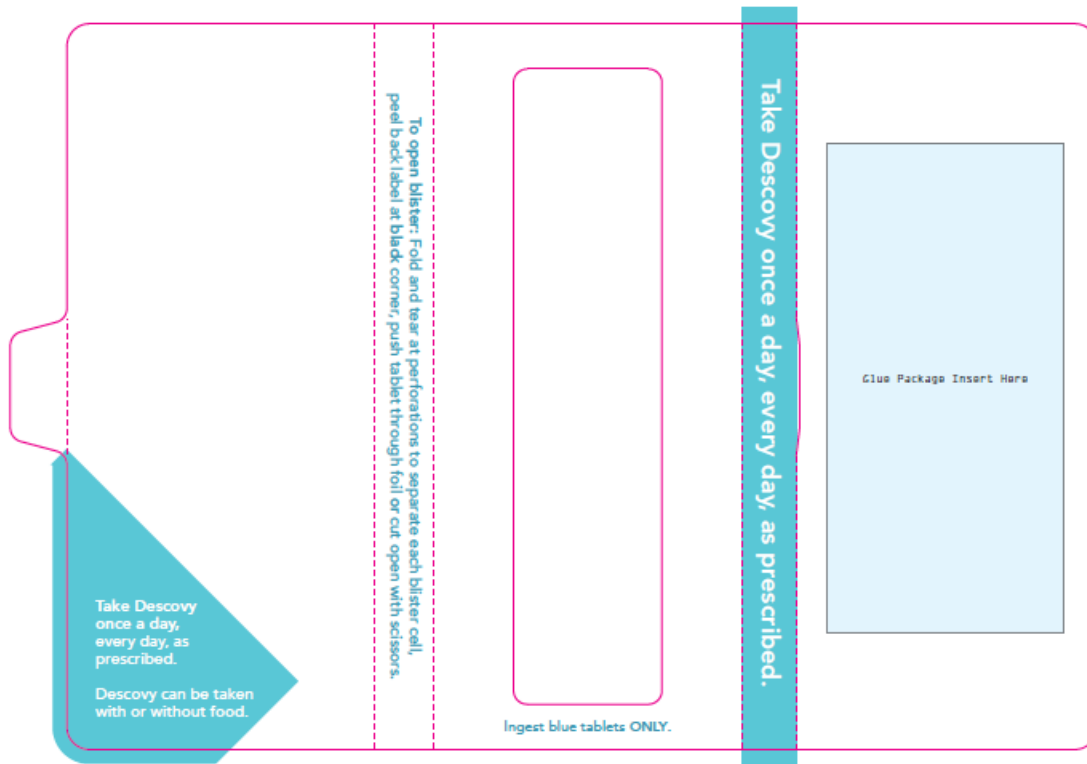 To open blister: Fold and tear at perforations to separate each blister cell,
peel back label at black corner, push tablet through foil or cut open with scissors.
Take Descovy once a day, every day, as prescribed.
Glue Package Insert Here
Take Descovy
once a day,
every day, as
prescribed.
Descovy can be taken
with or without food.
Ingest blue tablets ONLY.